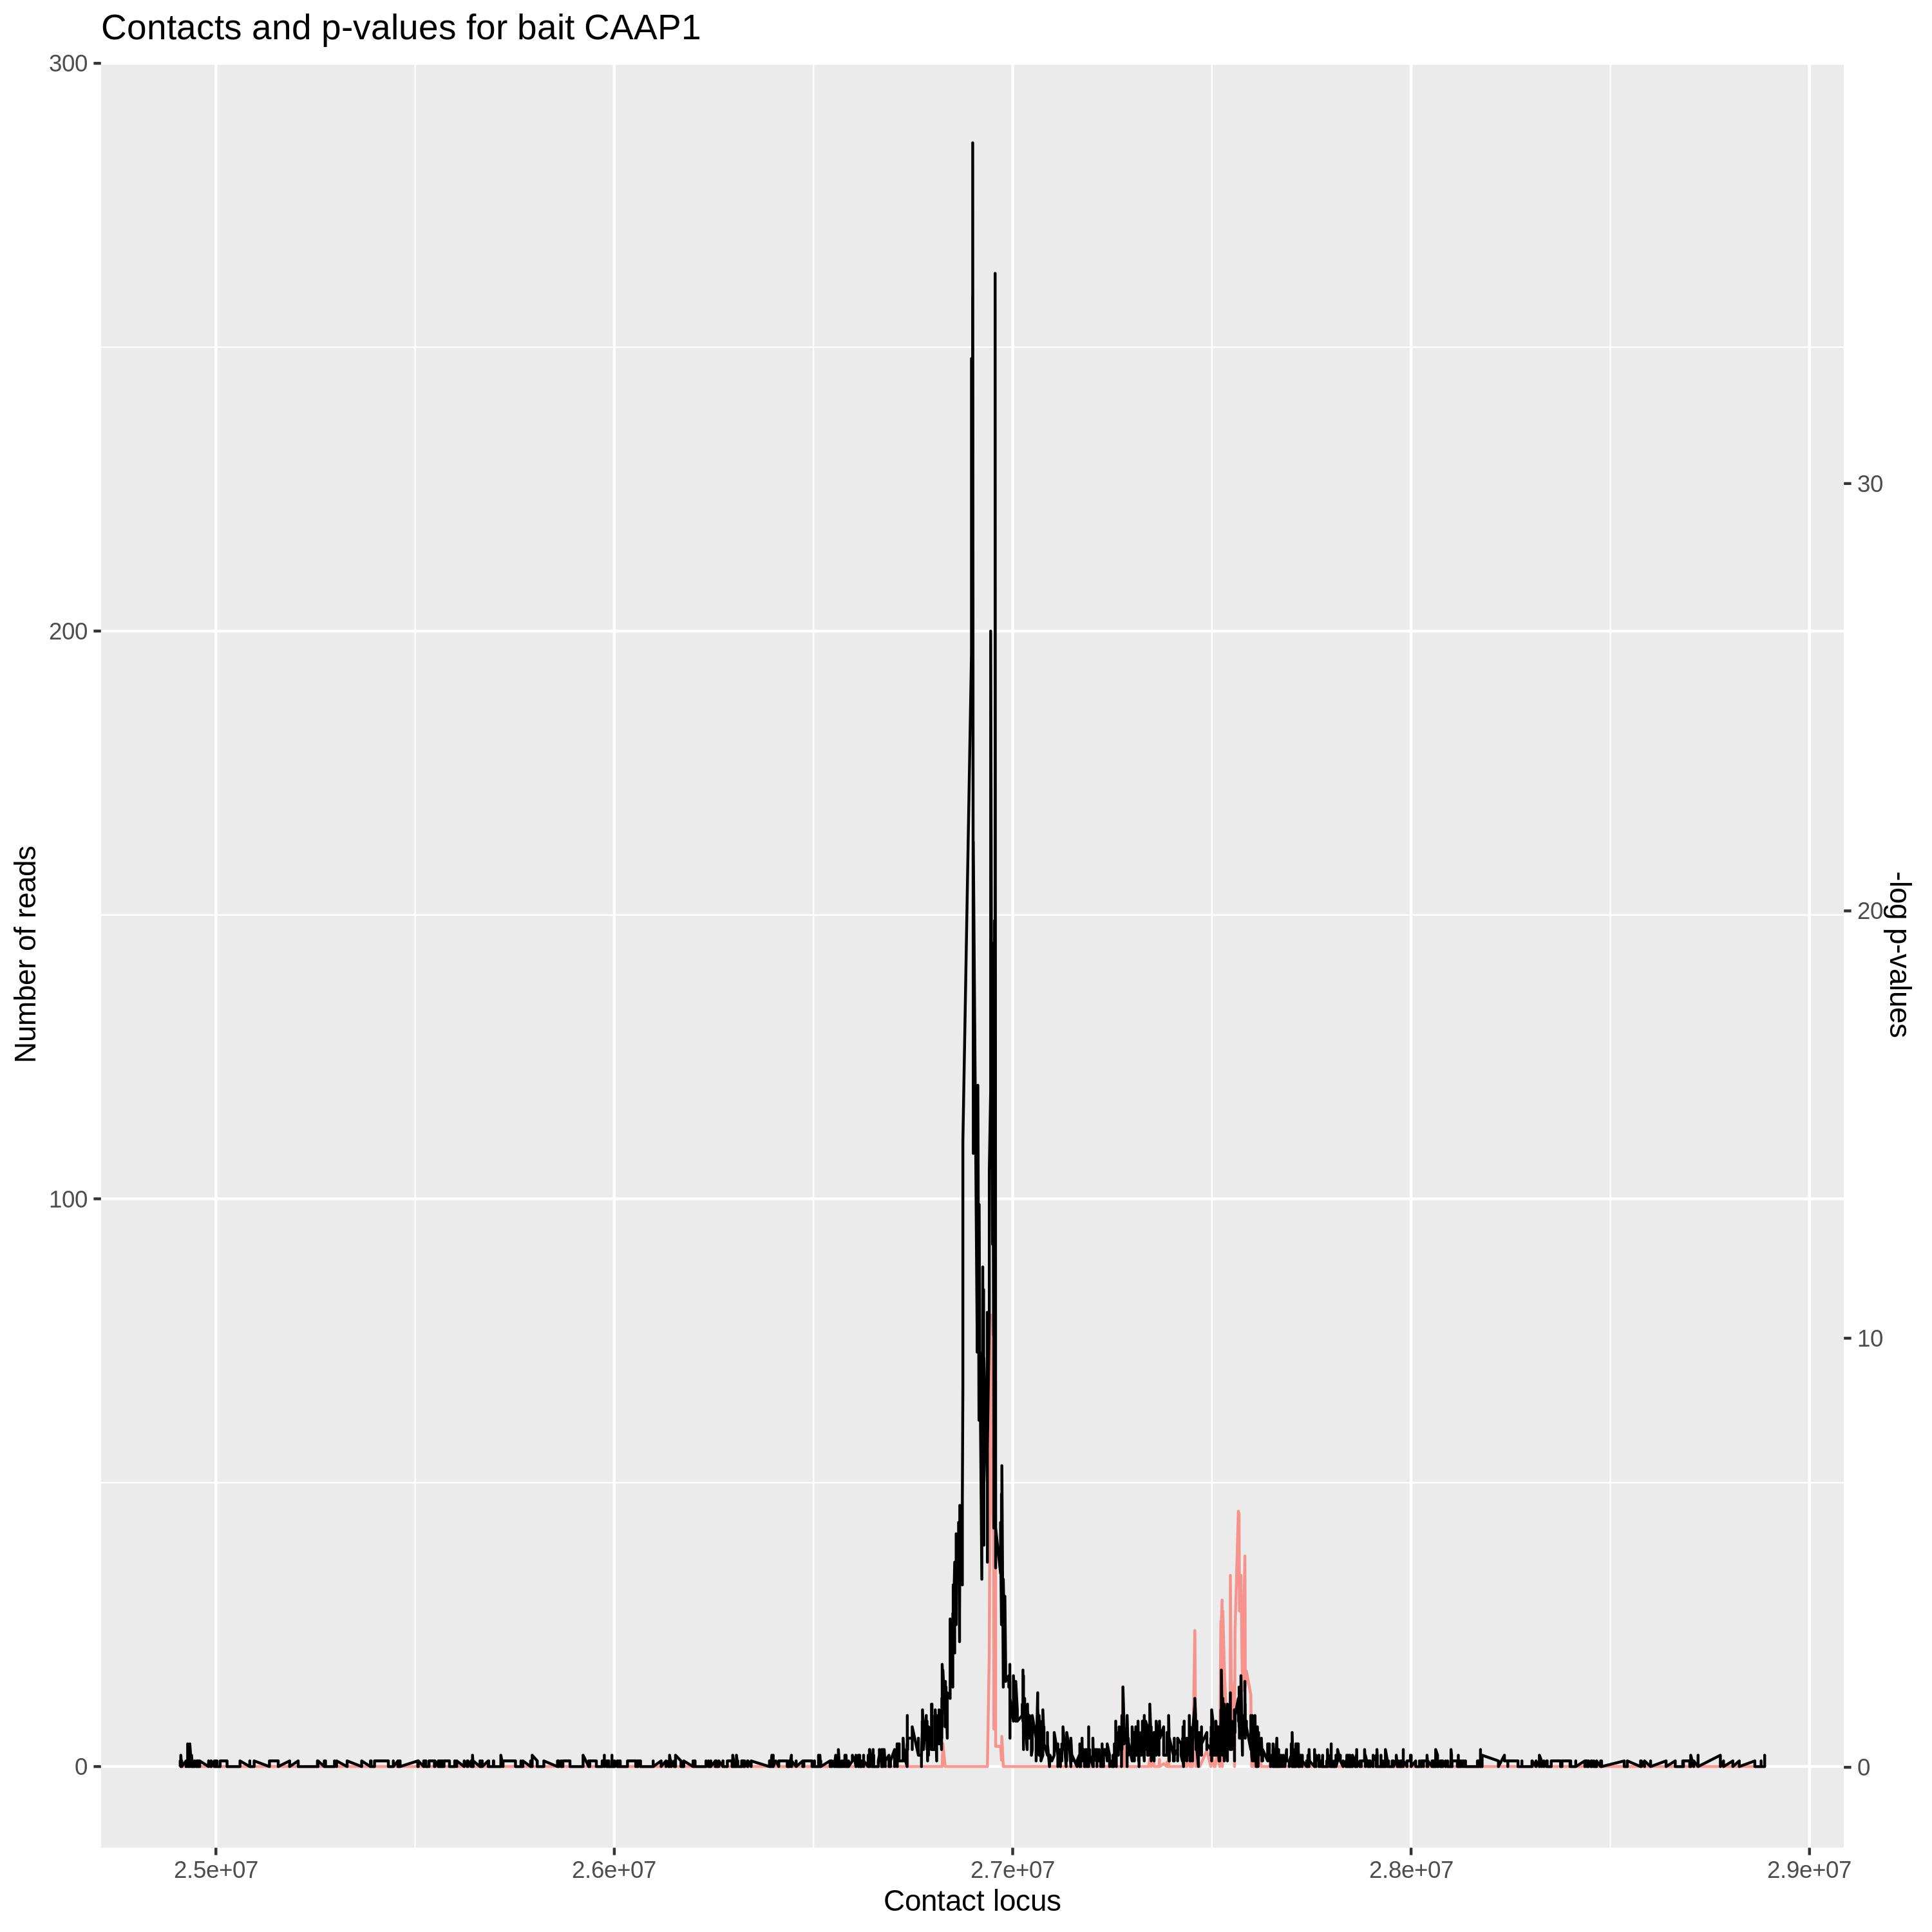 Contacts and p-values for bait CAAP1
300
200
100
0
Number of reads
30
20
10
0
-log p-values
2.5e+07
2.6e+07
2.7e+07
2.8e+07
2.9e+07
Contact locus